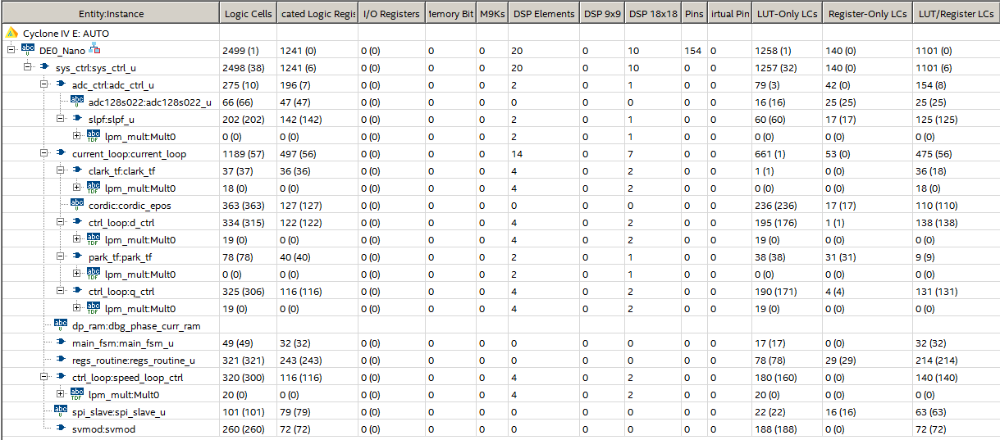 Entity:Instance Logic Cells cated Logic Regis I/O Registers Memory Bit M9Ks DSP Elements DSP 9x9 DSP 18x18 Pins irtual Pin LUT-Only LCs Register-Only LCs LUT/Register LCs
Cyclone IV E: AUTO
abc DE0_Nano 2499 (1) 1241 (0) 0 (0) 0 0 20 0 10 154 0 1258 (1) 140 (0) 1101 (0)
sys_ctrl:sys_ctrl_u 2498 (38) 1241 (6) 0 (0) 0 0 20 0 10 0 0 1257 (32) 140 (0) 1101 (6)
adc_ctrl:adc_ctrl_u 275 (10) 196 (7) 0 (0) 0 0 2 0 1 0 0 79 (3) 42 (0) 154 (8)
abc adc128s022:adc128s022_u 66 (66) 47 (47) 0 (0) 0 0 0 0 0 0 0 16 (16) 25 (25) 25 (25)
slpf:slpf_u 202 (202) 142 (142) 0 (0) 0 0 2 0 1 0 0 60 (60) 17 (17) 125 (125)
abc TDF lpm_mult:Mult0 0 (0) 0 (0) 0 (0) 0 0 2 0 1 0 0 0 (0) 0 (0) 0 (0)
current_loop:current_loop 1189 (57) 497 (56) 0 (0) 0 0 14 0 7 0 0 661 (1) 53 (0) 475 (56)
clark_tf:clark_tf 37 (37) 36 (36) 0 (0) 0 0 4 0 2 0 0 1 (1) 0 (0) 36 (18)
abc TDF lpm_mult:Mult0 18 (0) 0 (0) 0 (0) 0 0 4 0 2 0 0 0 (0) 0 (0) 18 (0)
abc cordic:cordic_epos 363 (363) 127 (127) 0 (0) 0 0 0 0 0 0 0 236 (236) 17 (17) 110 (110)
ctrl_loop:d_ctrl 334 (315) 122 (122) 0 (0) 0 0 4 0 2 0 0 195 (176) 1 (1) 138 (138)
abc TDF lpm_mult:Mult0 19 (0) 0 (0) 0 (0) 0 0 4 0 2 0 0 19 (0) 0 (0) 0 (0)
park_tf:park_tf 78 (78) 40 (40) 0 (0) 0 0 2 0 1 0 0 38 (38) 31 (31) 9 (9)
abc TDF lpm_mult:Mult0 0 (0) 0 (0) 0 (0) 0 0 2 0 1 0 0 0 (0) 0 (0) 0 (0)
ctrl_loop:q_ctrl 325 (306) 116 (116) 0 (0) 0 0 4 0 2 0 0 190 (171) 4 (4) 131 (131)
abc TDF lpm_mult:Mult0 19 (0) 0 (0) 0 (0) 0 0 4 0 2 0 0 19 (0) 0 (0) 0 (0)
abc dp_ram:dbg_phase_curr_ram
main_fsm:main_fsm_u 49 (49) 32 (32) 0 (0) 0 0 0 0 0 0 0 17 (17) 0 (0) 32 (32)
regs_routine:regs_routine_u 321 (321) 243 (243) 0 (0) 0 0 0 0 0 0 0 78 (78) 29 (29) 214 (214)
ctrl_loop:speed_loop_ctrl 320 (300) 116 (116) 0 (0) 0 0 4 0 2 0 0 180 (160) 0 (0) 140 (140)
abc TDF lpm_mult:Mult0 20 (0) 0 (0) 0 (0) 0 0 4 0 2 0 0 20 (0) 0 (0) 0 (0)
abc spi_slave:spi_slave_u 101 (101) 79 (79) 0 (0) 0 0 0 0 0 0 0 22 (22) 16 (16) 63 (63)
svmod:svmod 260 (260) 72 (72) 0 (0) 0 0 0 0 0 0 0 188 (188) 0 (0) 72 (72)